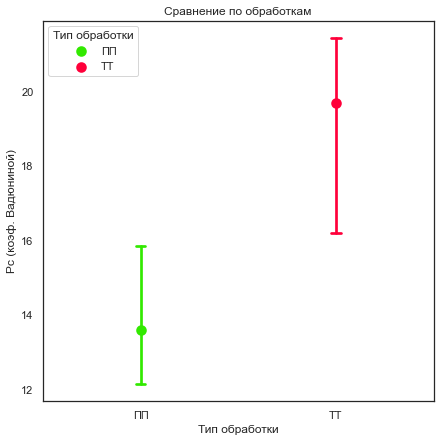 Сравнение по обработкам
Тип обработки
ПП
ТТ
20
18
16
14
12
Рс (коэф. Вадюниной)
ПП
ТТ
Тип обработки